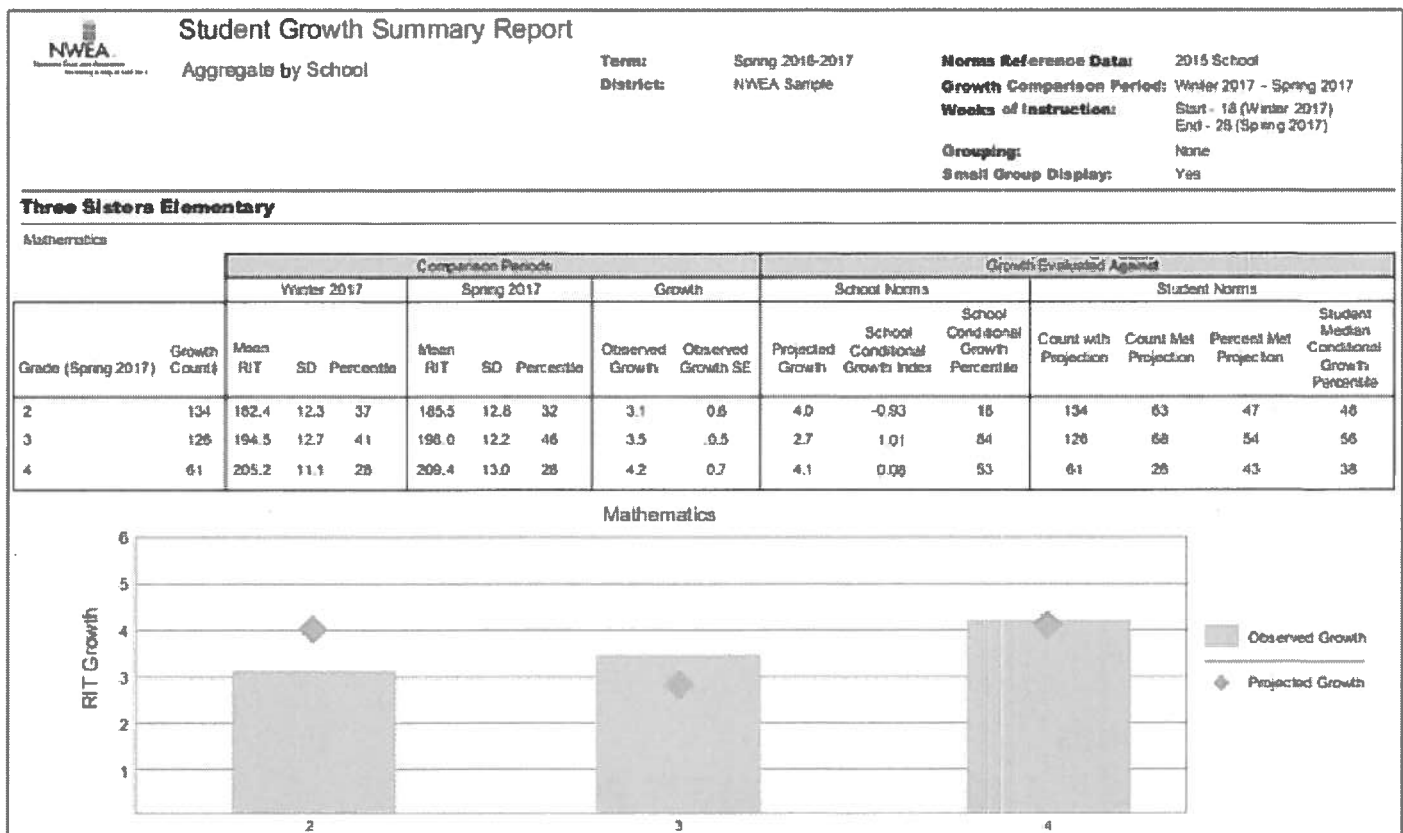 NWEA
Student Growth Summary Report
Aggregate by School
Term: Spring 2016-2017
District: NWEA Sample
Norms Reference Data: 2015 School
Growth Comparison Period: Winter 2017 - Spring 2017
Weeks of Instruction: Start - 18 (Winter 2017)
End - 28 (Spring 2017)
Grouping: None
Small Group Display: Yes
Three Sisters Elementary
Mathematics
Comparison Periods Growth Evaluated Against
Winter 2017 Spring 2017 Growth School Norms Student Norms
Grade (Spring 2017) Growth Count‡ Mean RIT SD Percentile Mean RIT SD Percentile Observed Growth Observed Growth SE Projected Growth School Conditional Growth Index School Conditional Growth Percentile Count with Projection Count Met Projection Percent Met Projection Student Median Conditional Growth Percentile
2 134 182.4 12.3 37 185.5 12.8 32 3.1 0.6 4.0 -0.93 18 134 63 47 46
3 126 194.5 12.7 41 198.0 12.2 46 3.5 0.5 2.7 1.01 84 126 68 54 56
4 61 205.2 11.1 28 209.4 13.0 28 4.2 0.7 4.1 0.08 53 61 26 43 38
Mathematics
RIT Growth
6
5
4
3
2
1
2 3 4
Observed Growth
Projected Growth